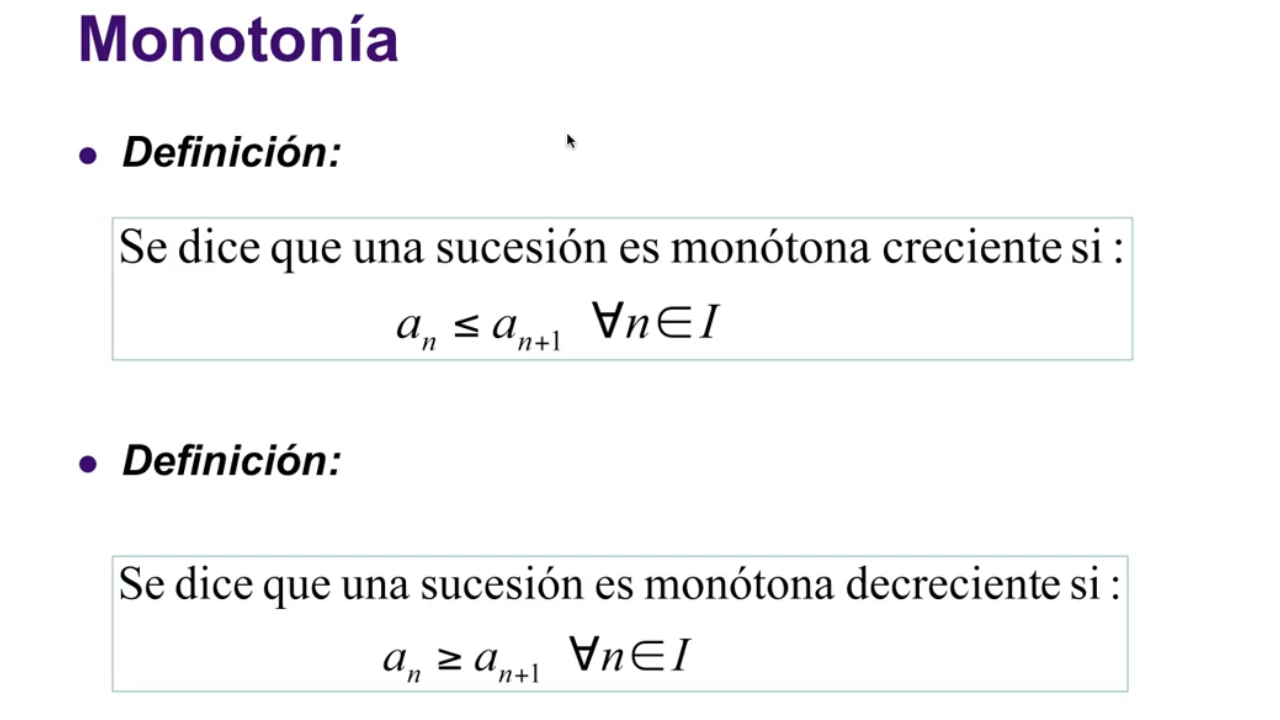 Monotonía
• Definición:
Se dice que una sucesión es monótona creciente si :
aₙ ≤ aₙ₊₁ ∀n∈I
• Definición:
Se dice que una sucesión es monótona decreciente si :
aₙ ≥ aₙ₊₁ ∀n∈I